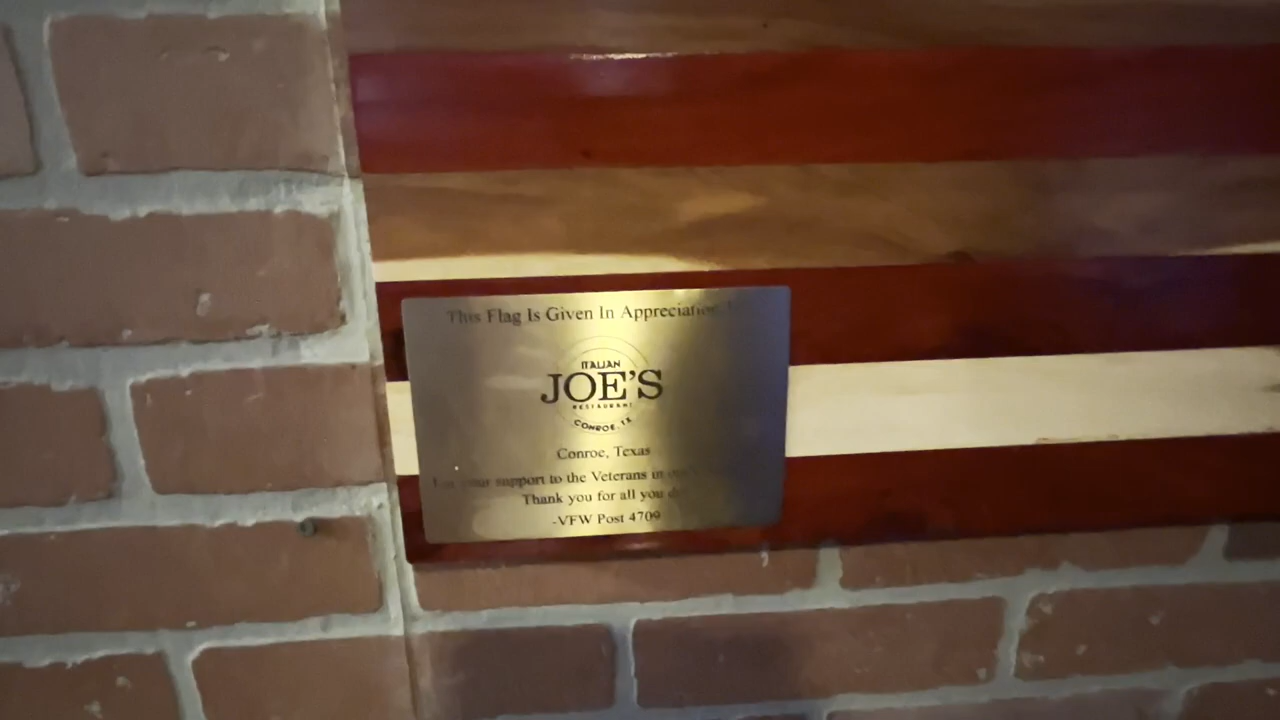 This Flag Is Given In Appreciation
ITALIAN
JOE'S
RESTAURANT
CONROE, TX
Conroe, Texas
your support to the Veterans in
Thank you for all you
-VFW Post 4709